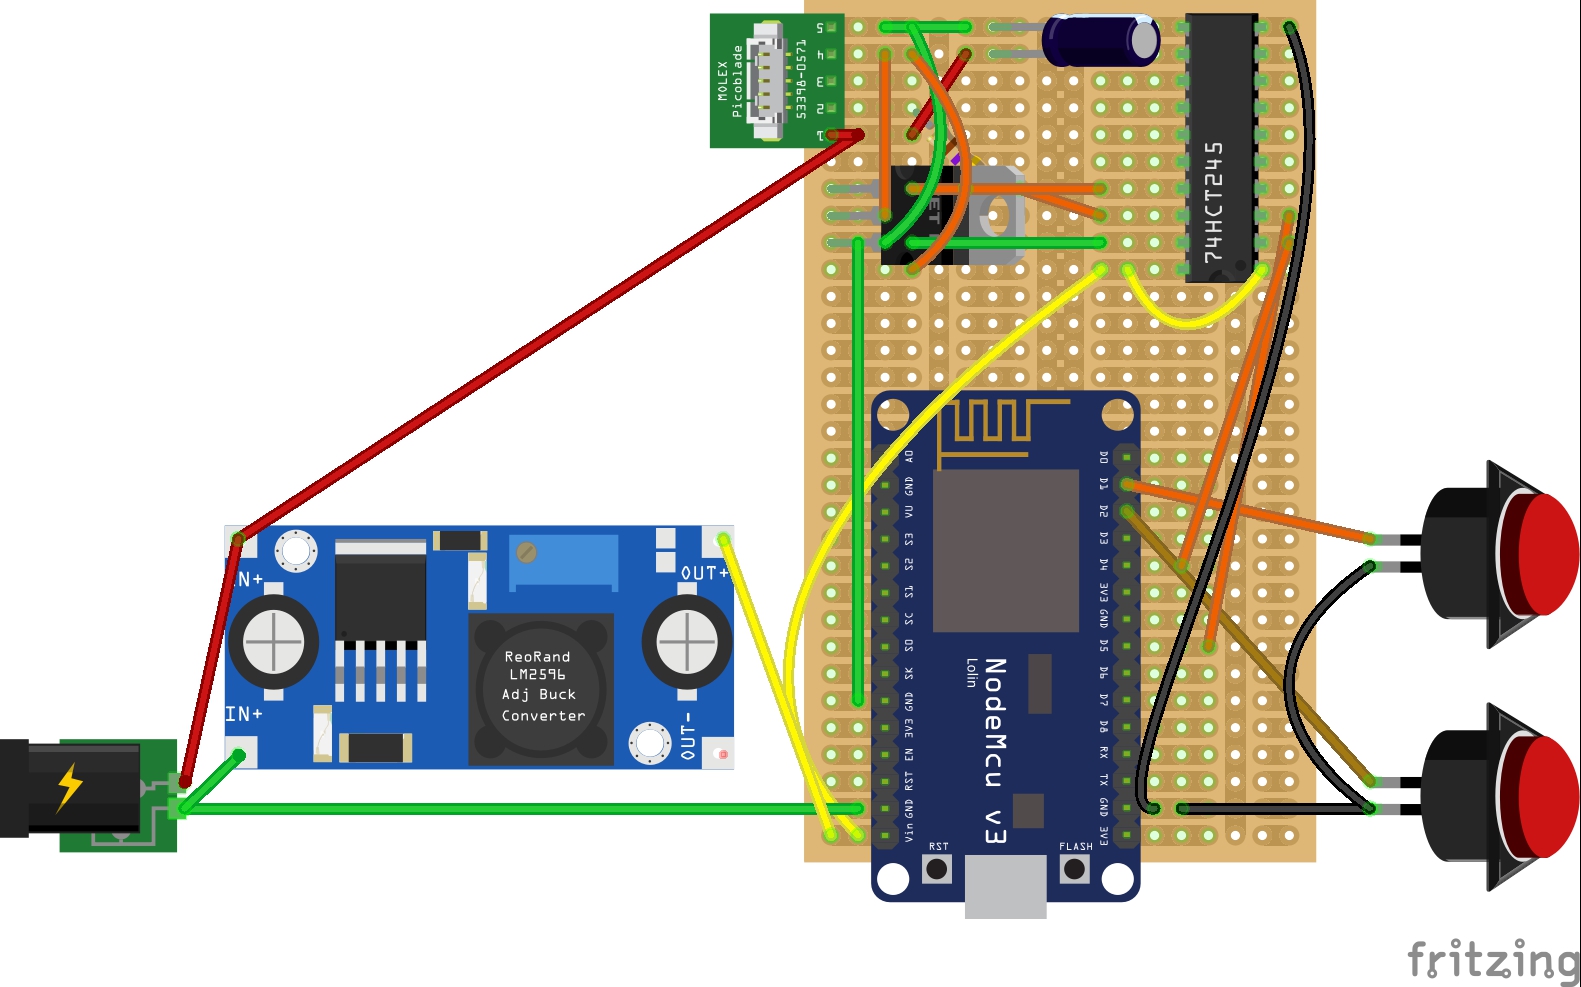 MOLEX
Picoblade
53398-0571
5
4
3
2
1
ET
74HCT245
IN+
IN+
OUT+
OUT-
ReoRand
LM2596
Adj Buck
Converter
A0
GND
VU
S3
S2
S1
SC
S0
SK
GND
3V3
EN
RST
GND
Vin
D0
D1
D2
D3
D4
3V3
GND
D5
D6
D7
D8
RX
TX
GND
3V3
NodeMcu v3
Lolin
RST
FLASH
fritzing